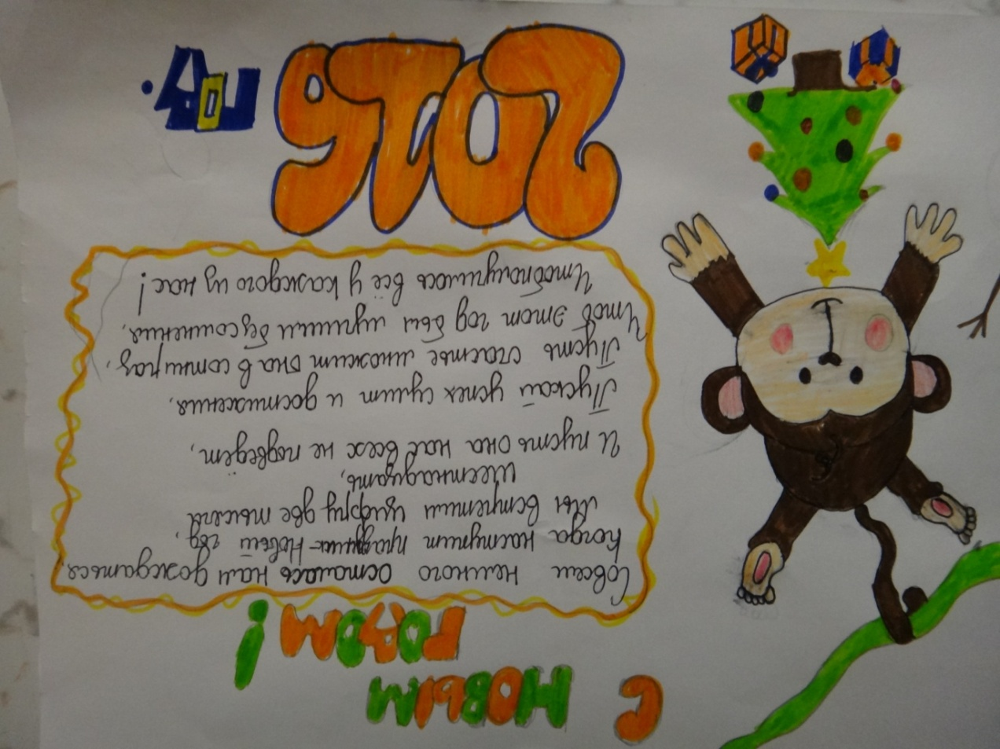 С НОВЫМ
ГОДОМ!
Совсем немного осталось нам дождаться,
Когда наступит праздник - Новый год,
Мы встретим цифру две тысяча
шестнадцать,
И пусть она нас всех не подведёт,
Пускай успех сулит и достижения,
Пусть счастье множит она в сотни раз,
Чтоб этот год был лучшим без сомнения,
Чтоб получилось всё у каждого из нас!
2016
год.